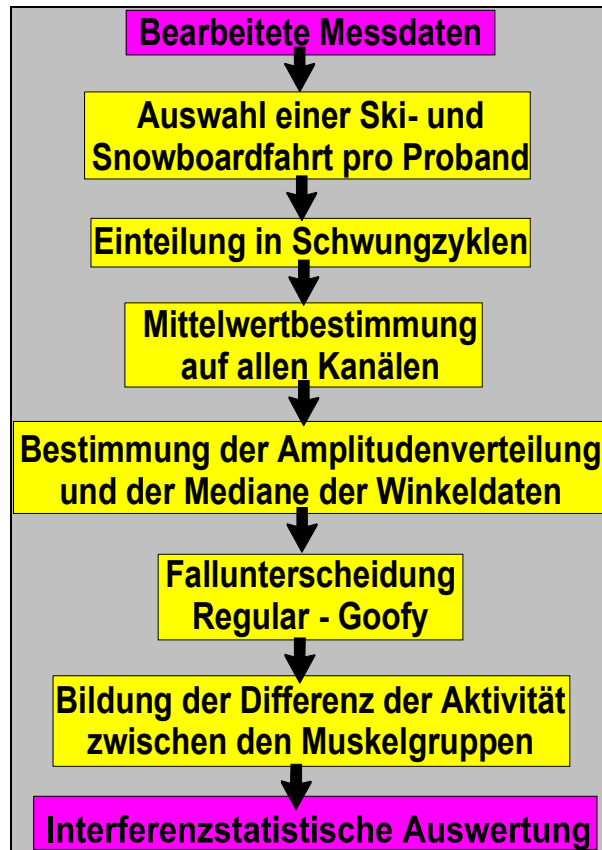 Bearbeitete Messdaten
Auswahl einer Ski- und
Snowboardfahrt pro Proband
Einteilung in Schwungzyklen
Mittelwertbestimmung
auf allen Kanälen
Bestimmung der Amplitudenverteilung
und der Mediane der Winkeldaten
Fallunterscheidung
Regular - Goofy
Bildung der Differenz der Aktivität
zwischen den Muskelgruppen
Interferenzstatistische Auswertung